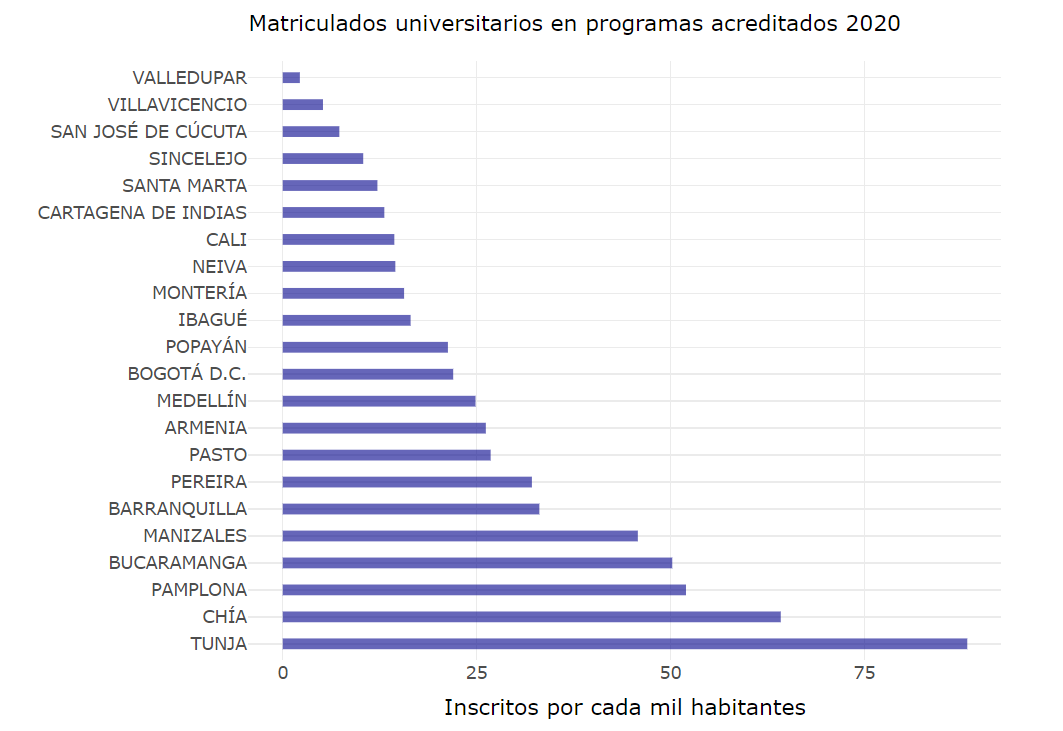 Matriculados universitarios en programas acreditados 2020
VALLEDUPAR
VILLAVICENCIO
SAN JOSÉ DE CÚCUTA
SINCELEJO
SANTA MARTA
CARTAGENA DE INDIAS
CALI
NEIVA
MONTERÍA
IBAGUÉ
POPAYÁN
BOGOTÁ D.C.
MEDELLÍN
ARMENIA
PASTO
PEREIRA
BARRANQUILLA
MANIZALES
BUCARAMANGA
PAMPLONA
CHÍA
TUNJA
0 25 50 75
Inscritos por cada mil habitantes